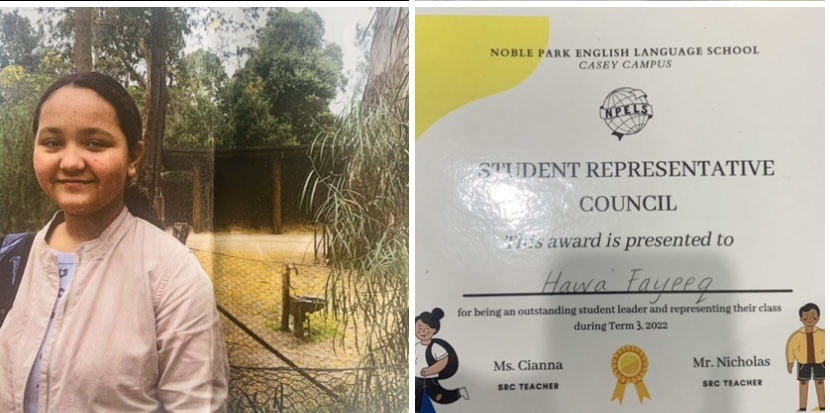 NOBLE PARK ENGLISH LANGUAGE SCHOOL
CASEY CAMPUS
NPELS
STUDENT REPRESENTATIVE
COUNCIL
This award is presented to
Hawa Fayeeq
for being an outstanding student leader and representing their class
during Term 3, 2022
Ms. Cianna
SRC TEACHER
Mr. Nicholas
SRC TEACHER